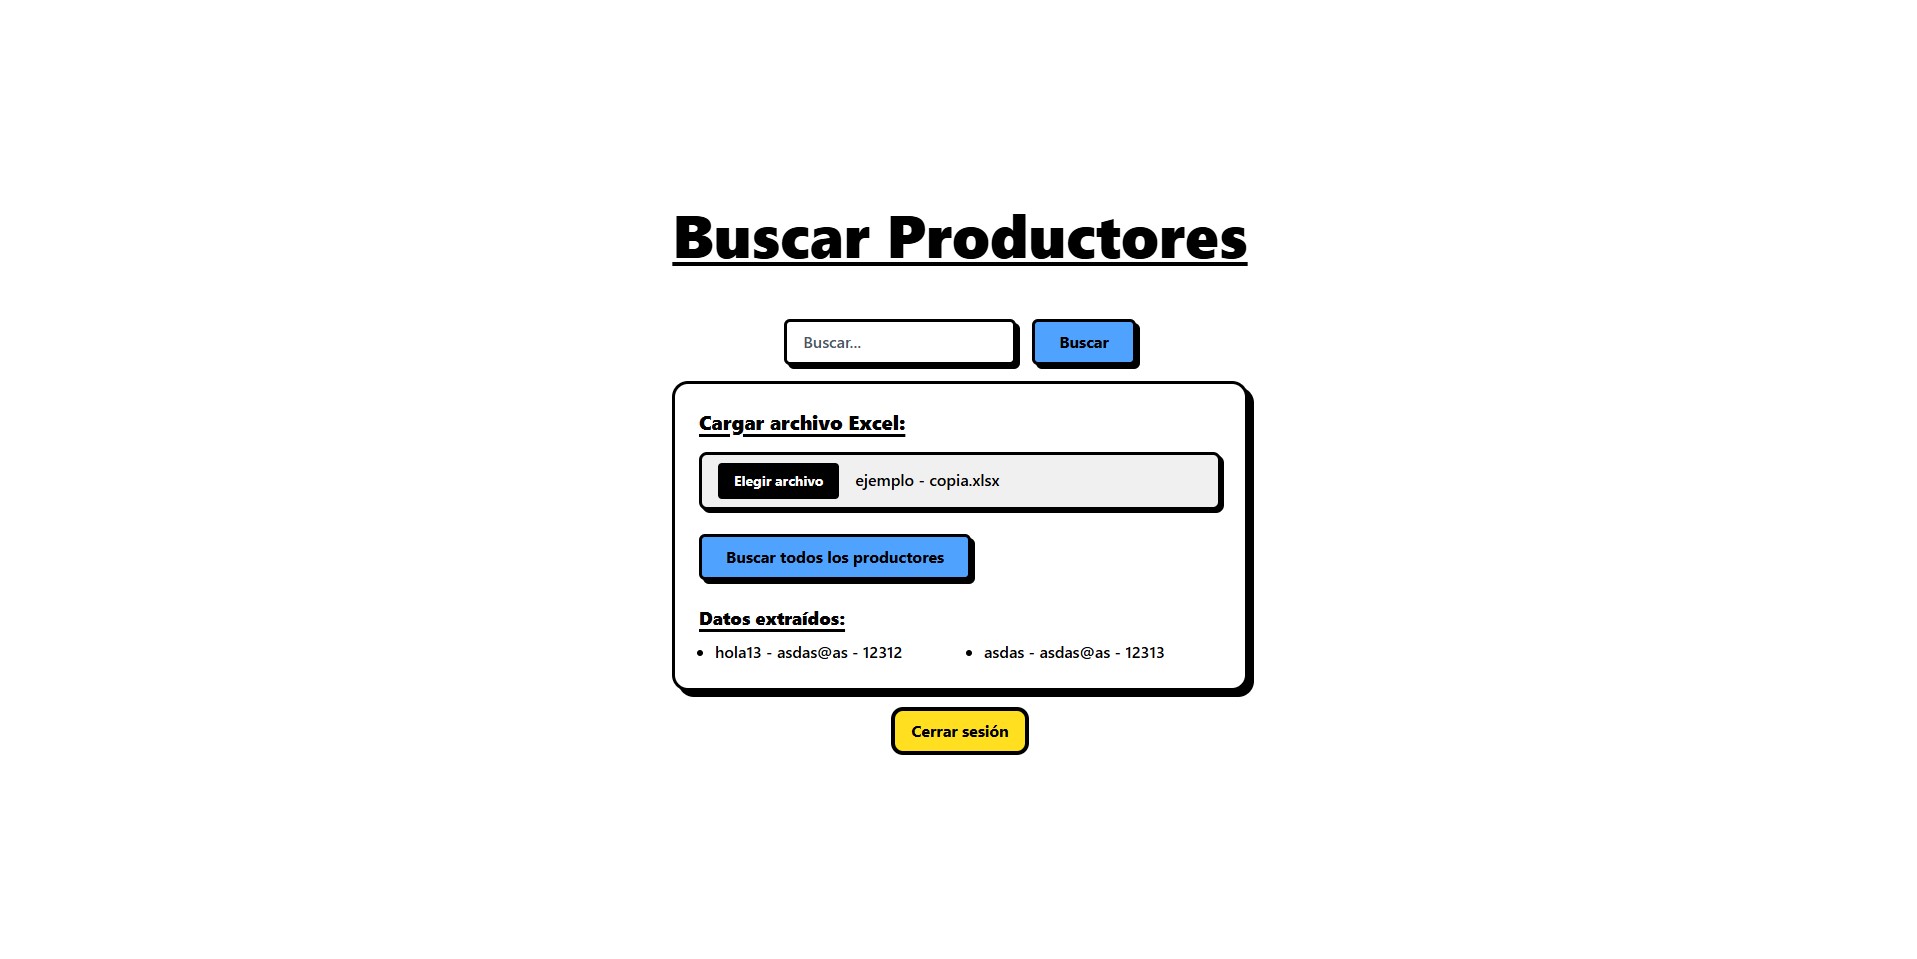 Buscar Productores
Buscar...
Buscar
Cargar archivo Excel:
Elegir archivo ejemplo - copia.xlsx
Buscar todos los productores
Datos extraídos:
hola13 - asdas@as - 12312
asdas - asdas@as - 12313
Cerrar sesión